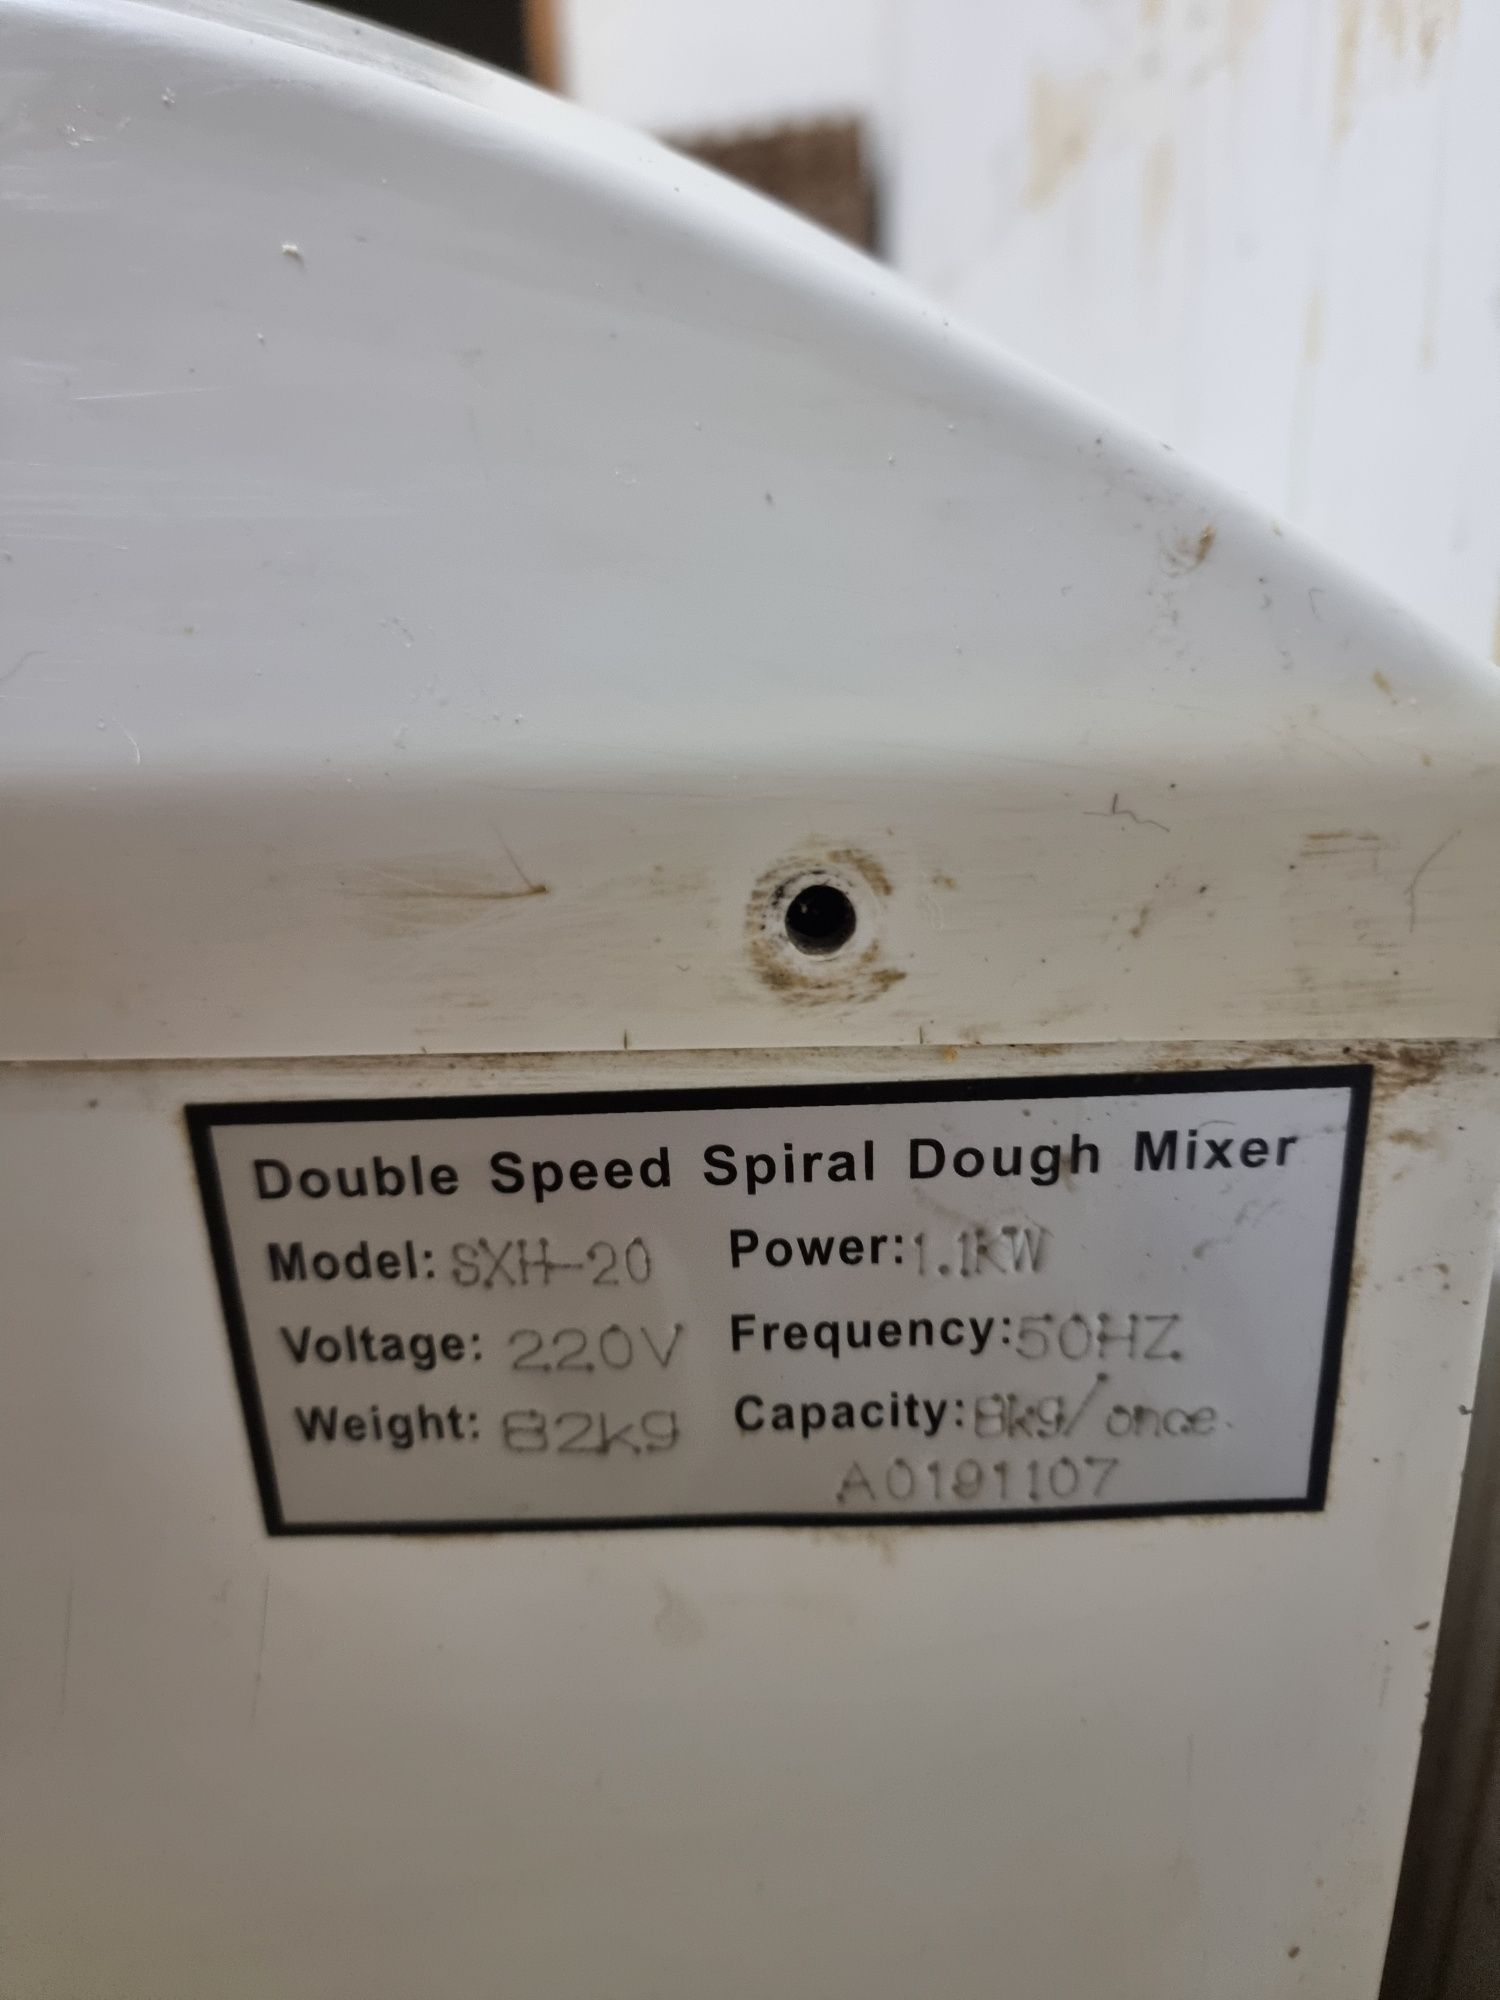 Double Speed Spiral Dough Mixer
Model: SXH-20 Power: 1.1KW
Voltage: 220V Frequency: 50HZ
Weight: 82kg Capacity: 8kg/once
A0191107